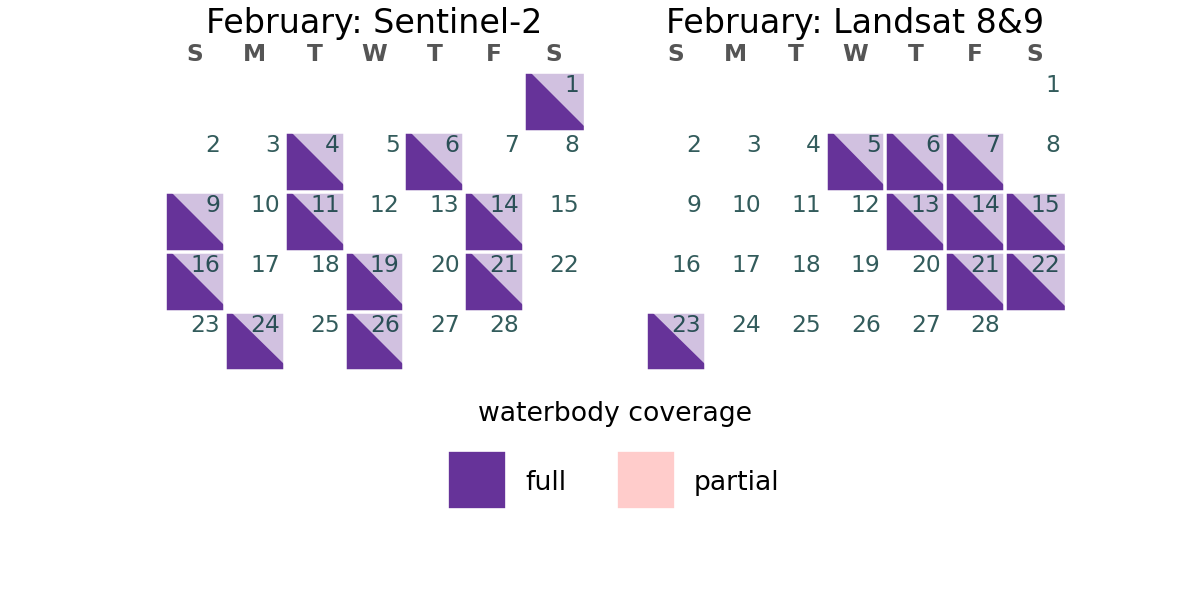 February: Sentinel-2
S M T W T F S
1
2 3 4 5 6 7 8
9 10 11 12 13 14 15
16 17 18 19 20 21 22
23 24 25 26 27 28
February: Landsat 8&9
S M T W T F S
1
2 3 4 5 6 7 8
9 10 11 12 13 14 15
16 17 18 19 20 21 22
23 24 25 26 27 28
waterbody coverage
full partial